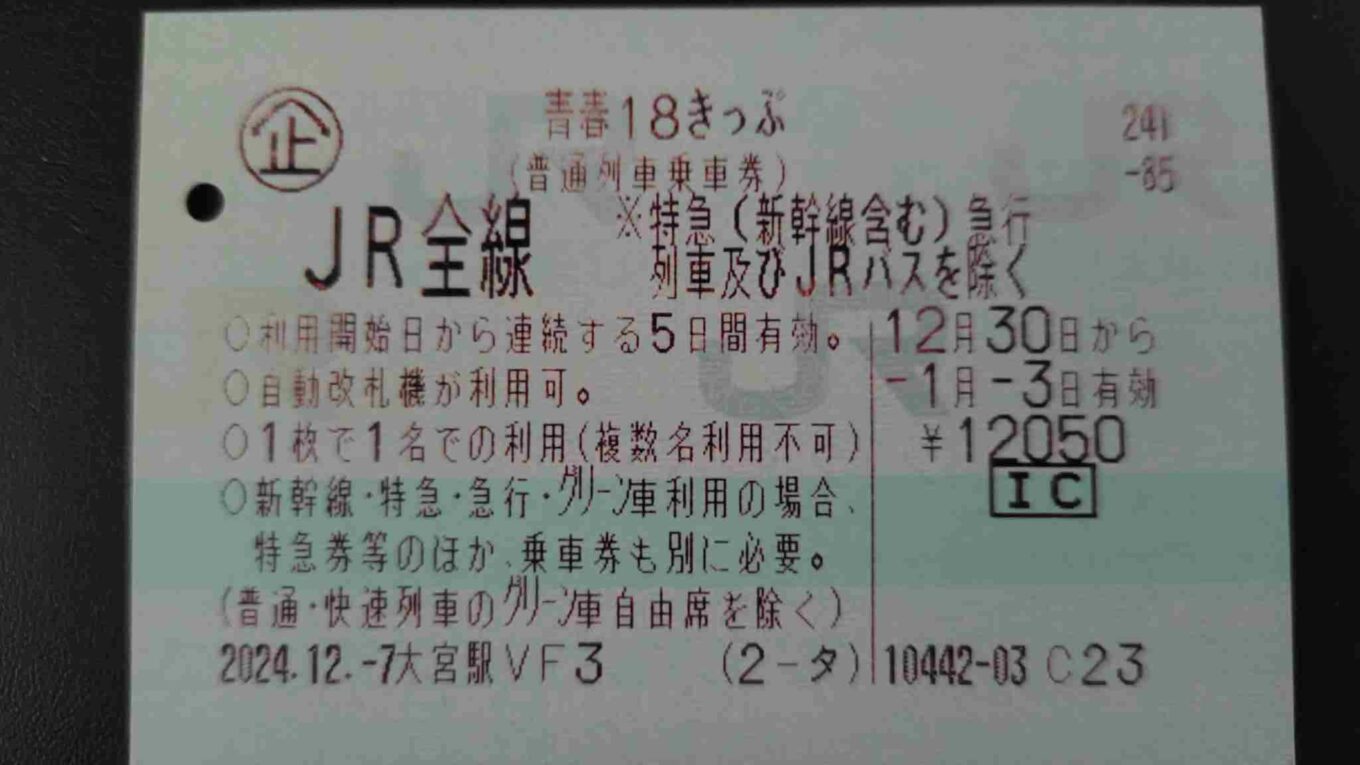 企
青春18きっぷ
241
(普通列車乗車券)
-85
JR全線
※特急(新幹線含む)急行
列車及びJRバスを除く
○利用開始日から連続する5日間有効。
12月30日から
○自動改札機が利用可。
-1月-3日有効
○1枚で1名での利用(複数名利用不可)
¥12050
○新幹線・特急・急行・グリーン車利用の場合、
IC
特急券等のほか、乗車券も別に必要。
(普通・快速列車のグリーン車自由席を除く)
2024.12.-7大宮駅VF3
(2-タ)
10442-03 C23